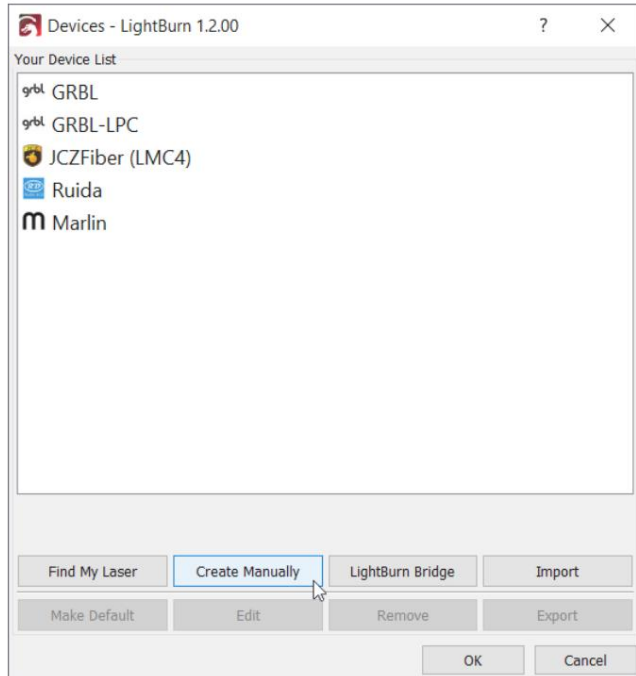 Devices - LightBurn 1.2.00
?
Your Device List
grbl GRBL
grbl GRBL-LPC
JCZFiber (LMC4)
Ruida
m Marlin
Find My Laser Create Manually LightBurn Bridge Import
Make Default Edit Remove Export
OK Cancel